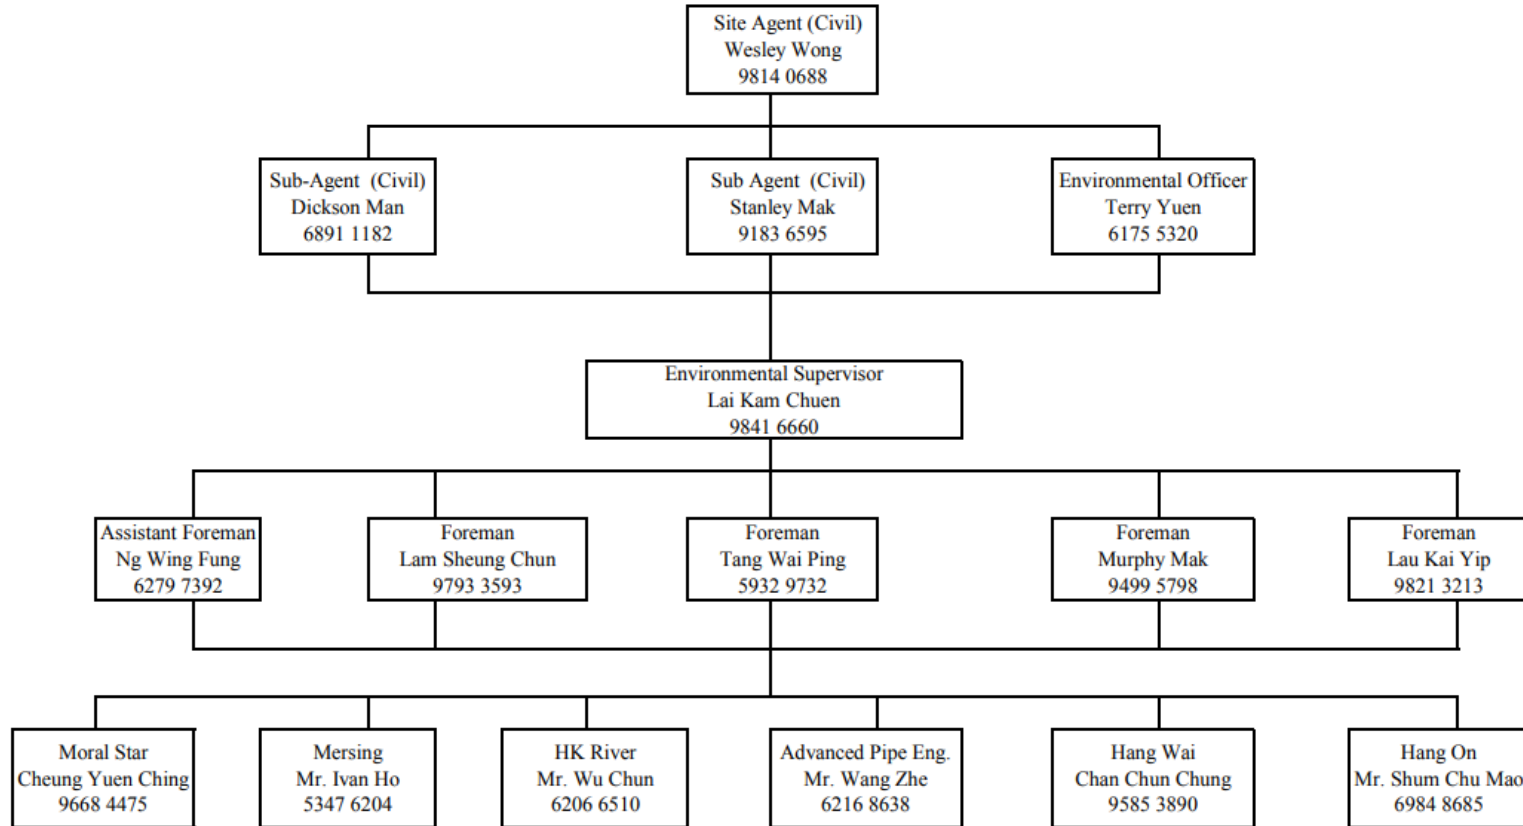 Site Agent (Civil)
Wesley Wong
9814 0688
Sub-Agent (Civil)
Dickson Man
6891 1182
Sub Agent (Civil)
Stanley Mak
9183 6595
Environmental Officer
Terry Yuen
6175 5320
Environmental Supervisor
Lai Kam Chuen
9841 6660
Assistant Foreman
Ng Wing Fung
6279 7392
Foreman
Lam Sheung Chun
9793 3593
Foreman
Tang Wai Ping
5932 9732
Foreman
Murphy Mak
9499 5798
Foreman
Lau Kai Yip
9821 3213
Moral Star
Cheung Yuen Ching
9668 4475
Mersing
Mr. Ivan Ho
5347 6204
HK River
Mr. Wu Chun
6206 6510
Advanced Pipe Eng.
Mr. Wang Zhe
6216 8638
Hang Wai
Chan Chun Chung
9585 3890
Hang On
Mr. Shum Chu Mao
6984 8685